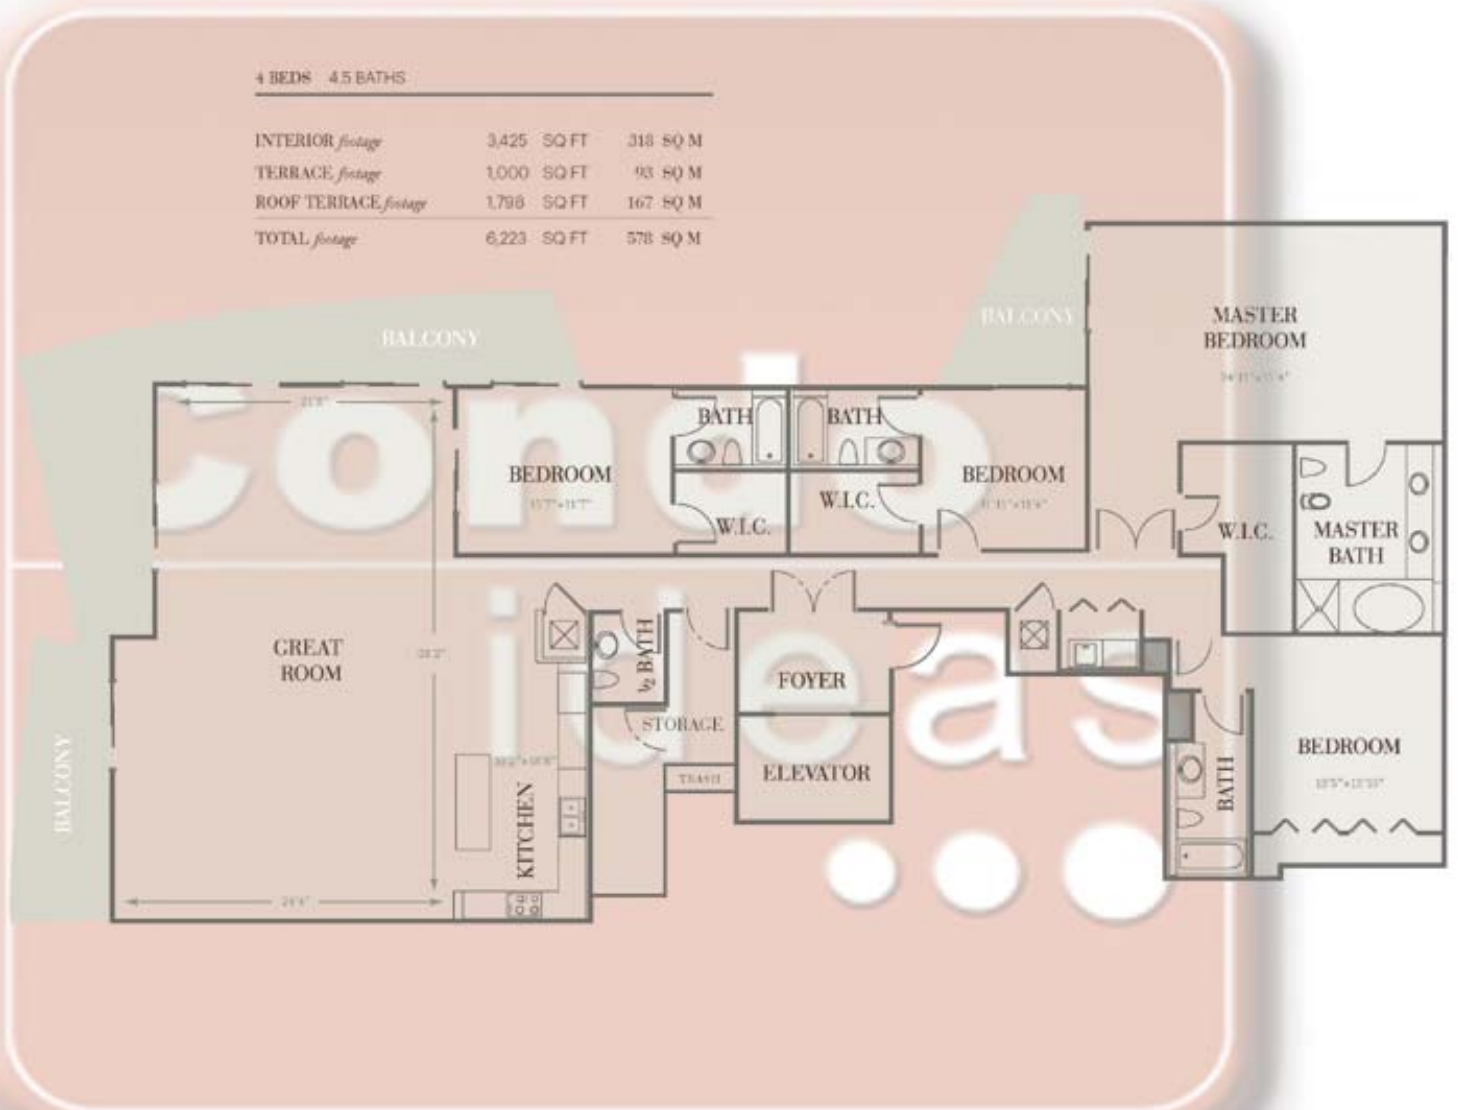 4 BEDS 4.5 BATHS
INTERIOR footage 3,425 SQ FT 318 SQ M
TERRACE footage 1,000 SQ FT 93 SQ M
ROOF TERRACE footage 1,798 SQ FT 167 SQ M
TOTAL footage 6,223 SQ FT 578 SQ M
BALCONY
BALCONY
MASTER
BEDROOM
BATH
BATH
BEDROOM
BEDROOM
W.I.C.
W.I.C.
W.I.C.
MASTER
BATH
condo
ideas
GREAT
ROOM
½ BATH
FOYER
STORAGE
ELEVATOR
TRASH
KITCHEN
BALCONY
BATH
BEDROOM